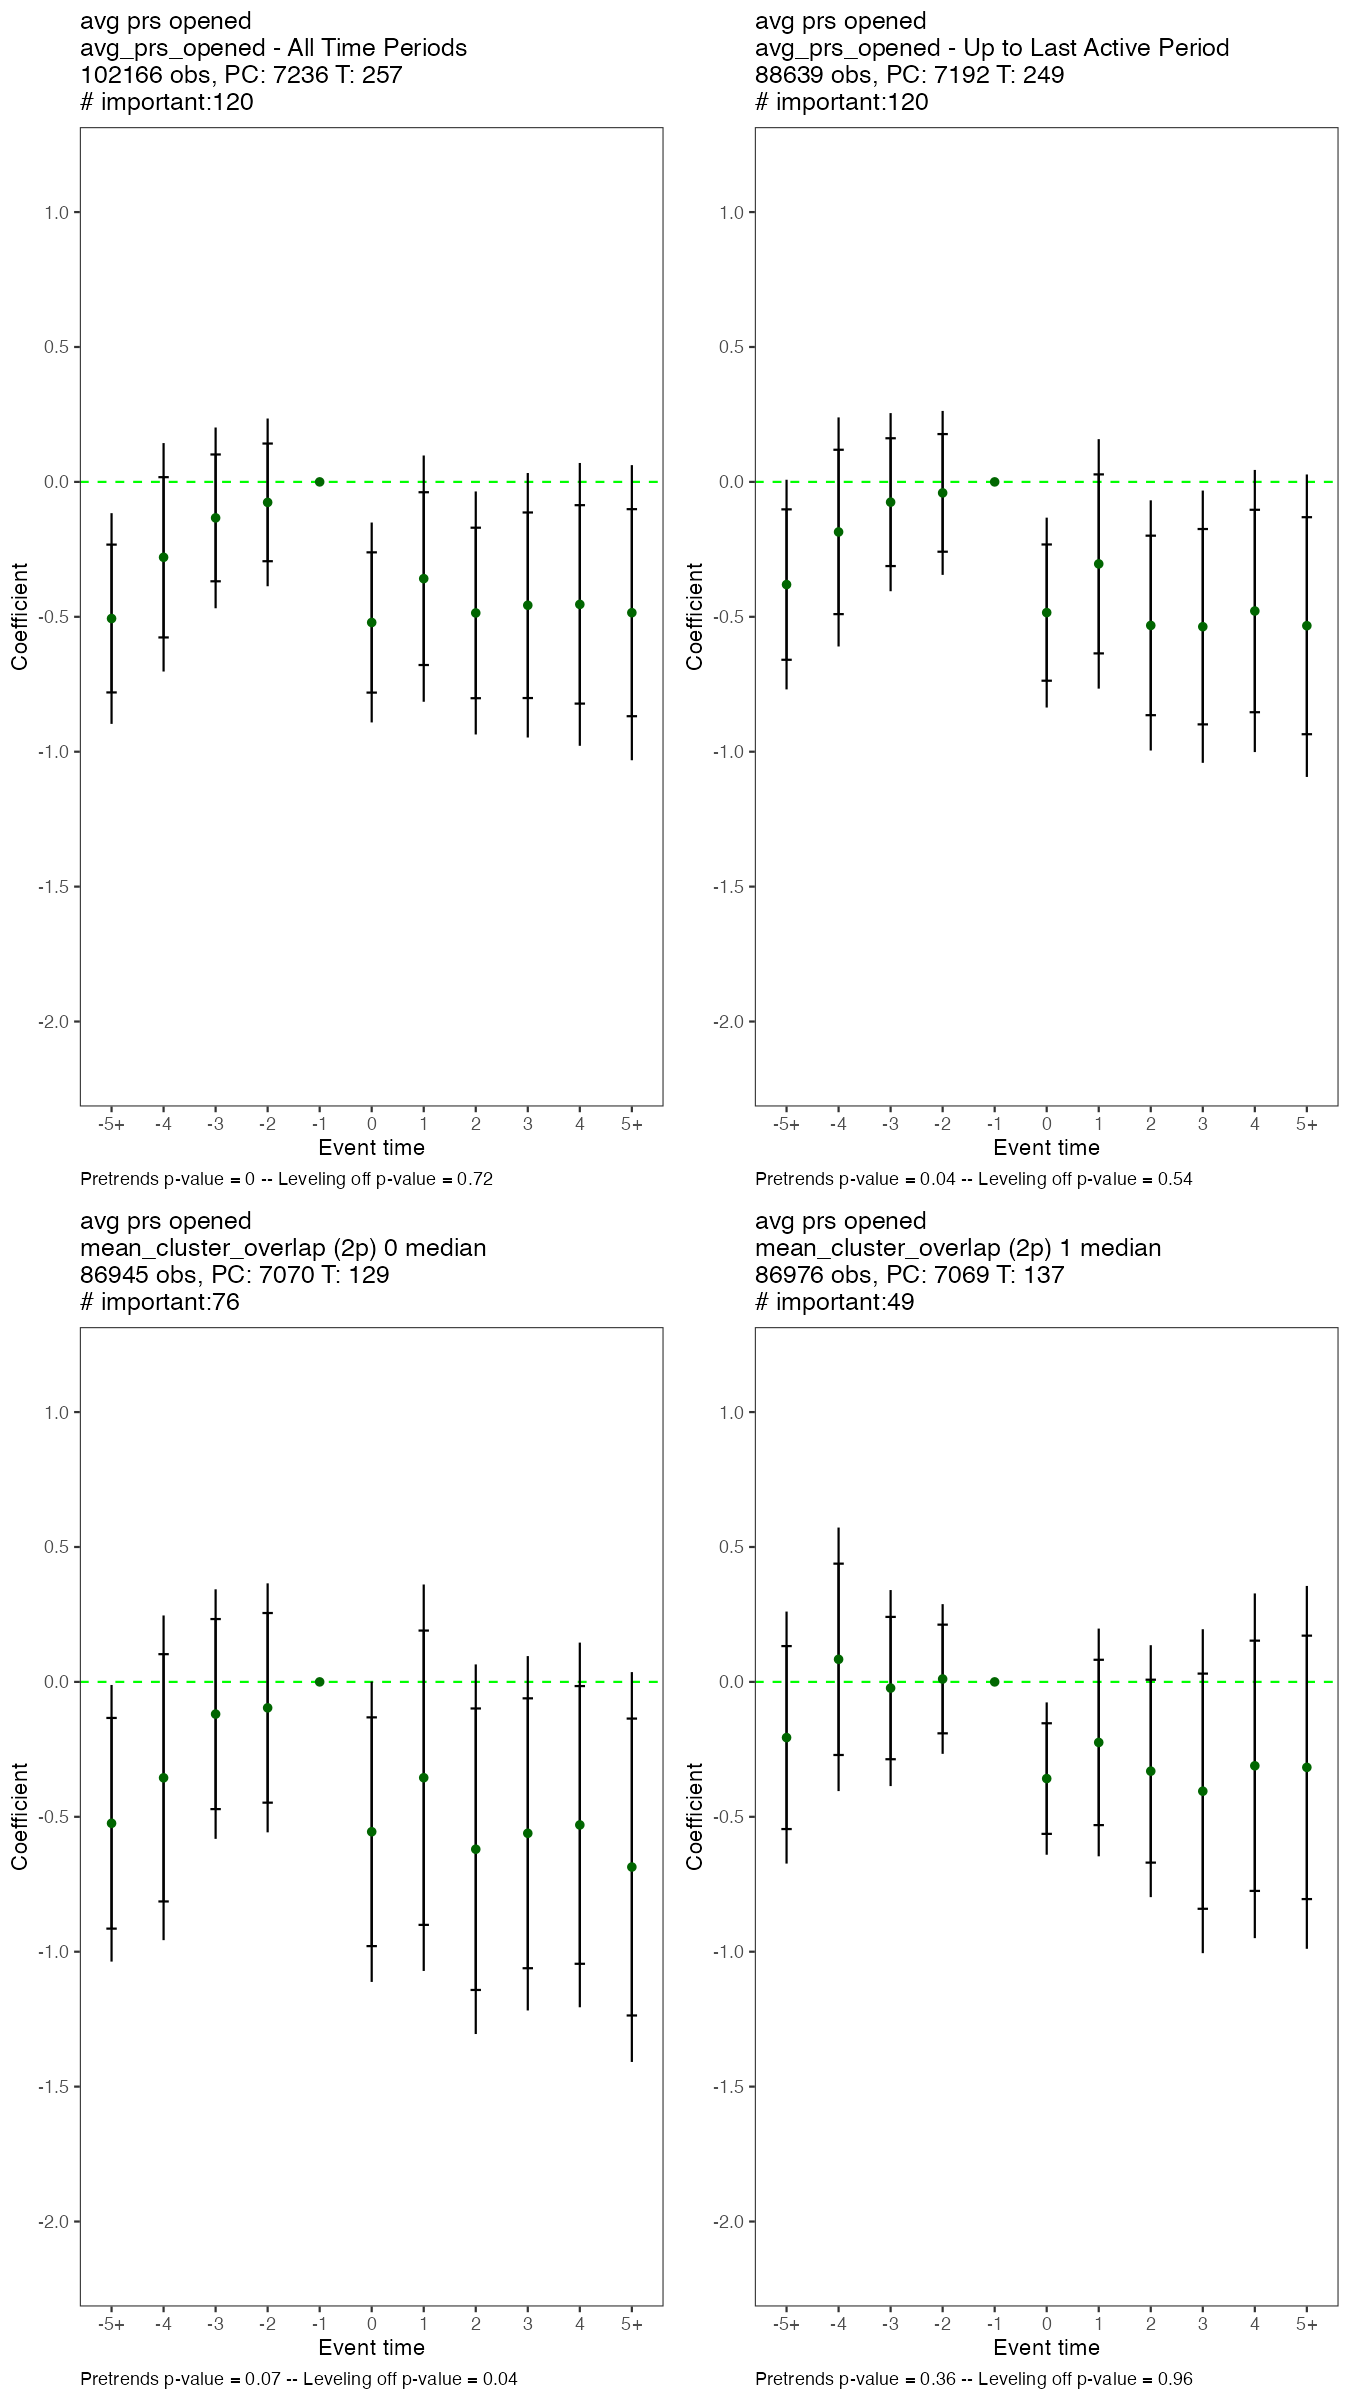 avg prs opened
avg_prs_opened - All Time Periods
102166 obs, PC: 7236 T: 257
# important:120
Coefficient
1.0
0.5
0.0
-0.5
-1.0
-1.5
-2.0
-5+ -4 -3 -2 -1 0 1 2 3 4 5+
Event time
Pretrends p-value = 0 -- Leveling off p-value = 0.72
avg prs opened
avg_prs_opened - Up to Last Active Period
88639 obs, PC: 7192 T: 249
# important:120
Coefficient
1.0
0.5
0.0
-0.5
-1.0
-1.5
-2.0
-5+ -4 -3 -2 -1 0 1 2 3 4 5+
Event time
Pretrends p-value = 0.04 -- Leveling off p-value = 0.54
avg prs opened
mean_cluster_overlap (2p) 0 median
86945 obs, PC: 7070 T: 129
# important:76
Coefficient
1.0
0.5
0.0
-0.5
-1.0
-1.5
-2.0
-5+ -4 -3 -2 -1 0 1 2 3 4 5+
Event time
Pretrends p-value = 0.07 -- Leveling off p-value = 0.04
avg prs opened
mean_cluster_overlap (2p) 1 median
86976 obs, PC: 7069 T: 137
# important:49
Coefficient
1.0
0.5
0.0
-0.5
-1.0
-1.5
-2.0
-5+ -4 -3 -2 -1 0 1 2 3 4 5+
Event time
Pretrends p-value = 0.36 -- Leveling off p-value = 0.96